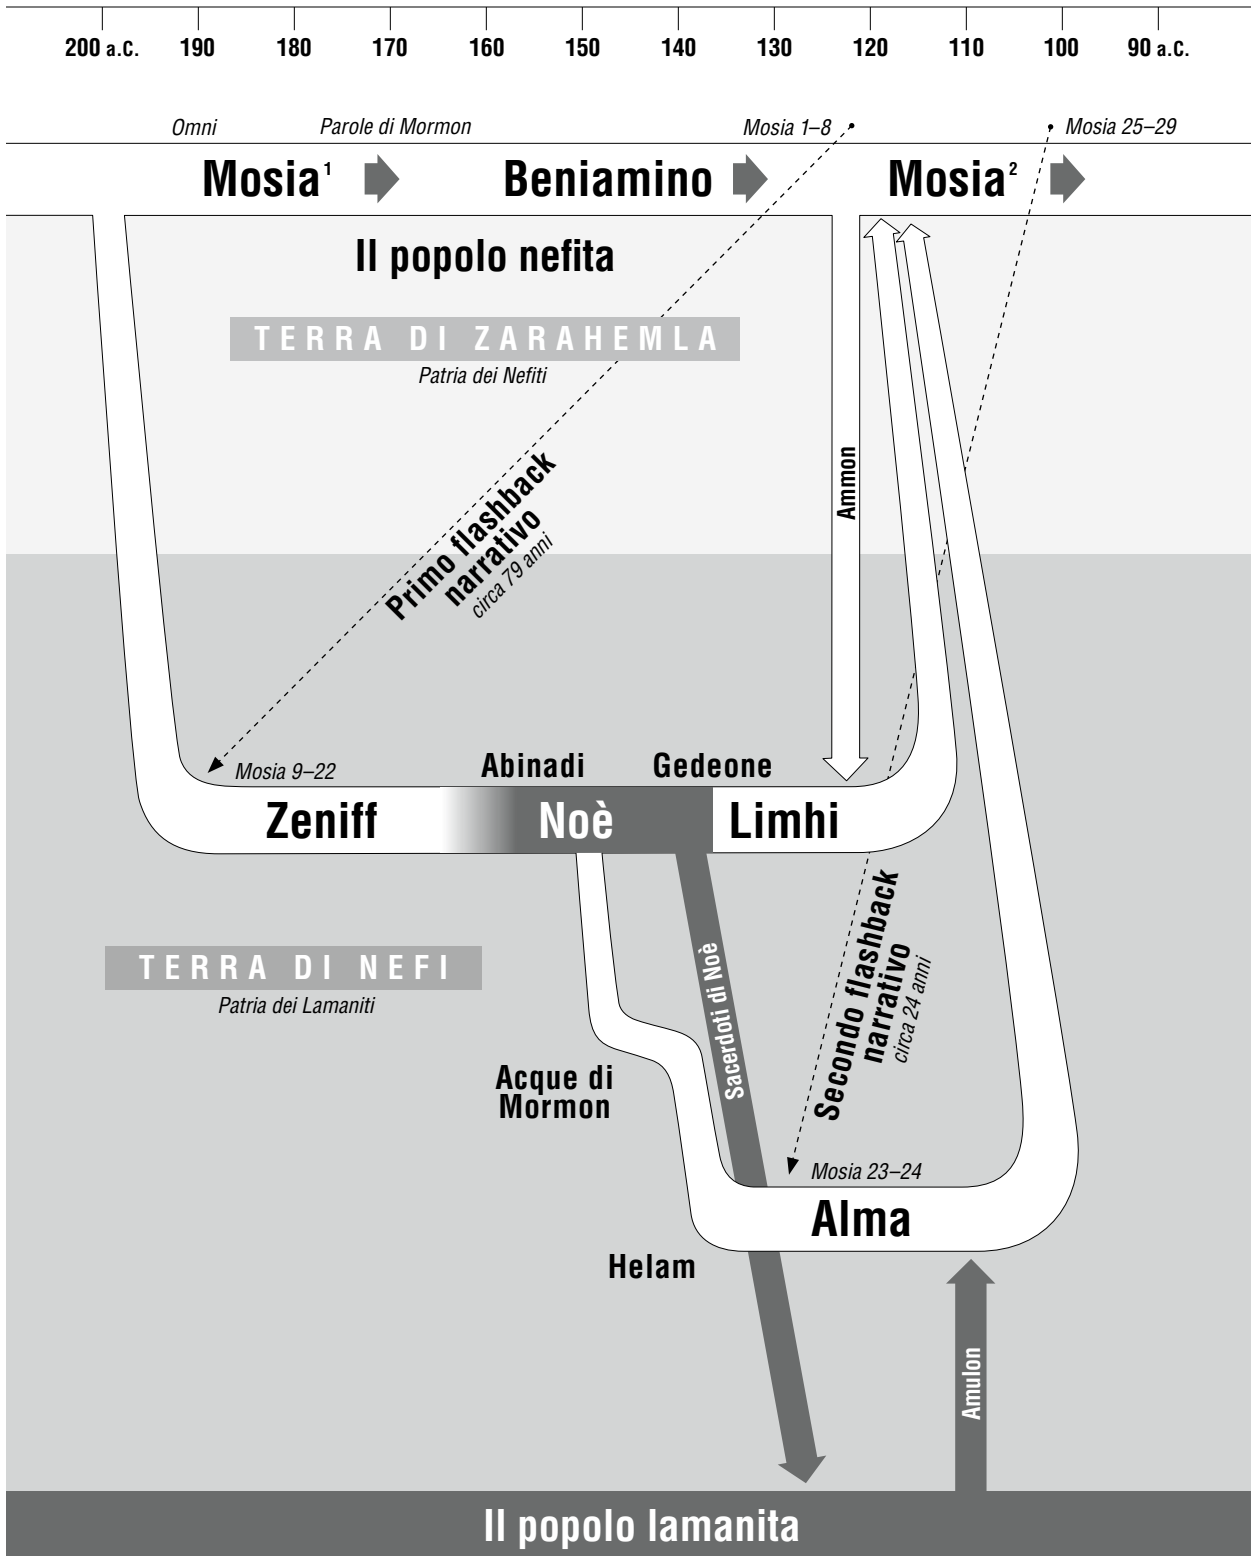 200 a.C. 190 180 170 160 150 140 130 120 110 100 90 a.C.
Omni Parole di Mormon Mosia 1–8 Mosia 25–29
Mosia¹ Beniamino Mosia²
Il popolo nefita
TERRA DI ZARAHEMLA
Patria dei Nefiti
Ammon
Primo flashback
narrativo
circa 79 anni
Mosia 9–22
Abinadi Gedeone
Zeniff Noè Limhi
TERRA DI NEFI
Patria dei Lamaniti
Sacerdoti di Noè
Secondo flashback
narrativo
circa 24 anni
Acque di
Mormon
Mosia 23–24
Alma
Helam
Amulon
Il popolo lamanita